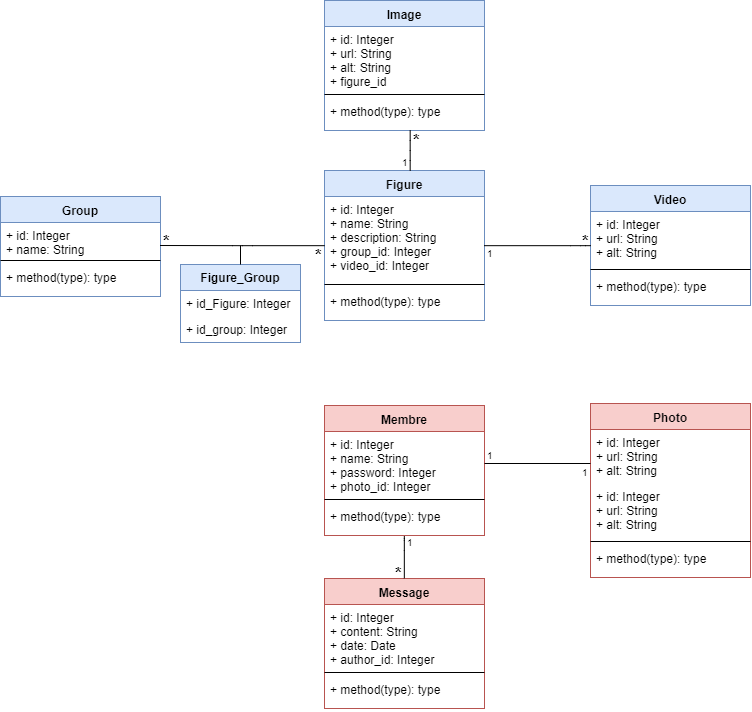 Image
+ id: Integer
+ url: String
+ alt: String
+ figure_id
+ method(type): type
*
1
Figure
+ id: Integer
+ name: String
+ description: String
+ group_id: Integer
+ video_id: Integer
+ method(type): type
Group
+ id: Integer
+ name: String
+ method(type): type
*
*
Figure_Group
+ id_Figure: Integer
+ id_group: Integer
1
*
Video
+ id: Integer
+ url: String
+ alt: String
+ method(type): type
Membre
+ id: Integer
+ name: String
+ password: Integer
+ photo_id: Integer
+ method(type): type
1
1
Photo
+ id: Integer
+ url: String
+ alt: String
+ id: Integer
+ url: String
+ alt: String
+ method(type): type
1
*
Message
+ id: Integer
+ content: String
+ date: Date
+ author_id: Integer
+ method(type): type